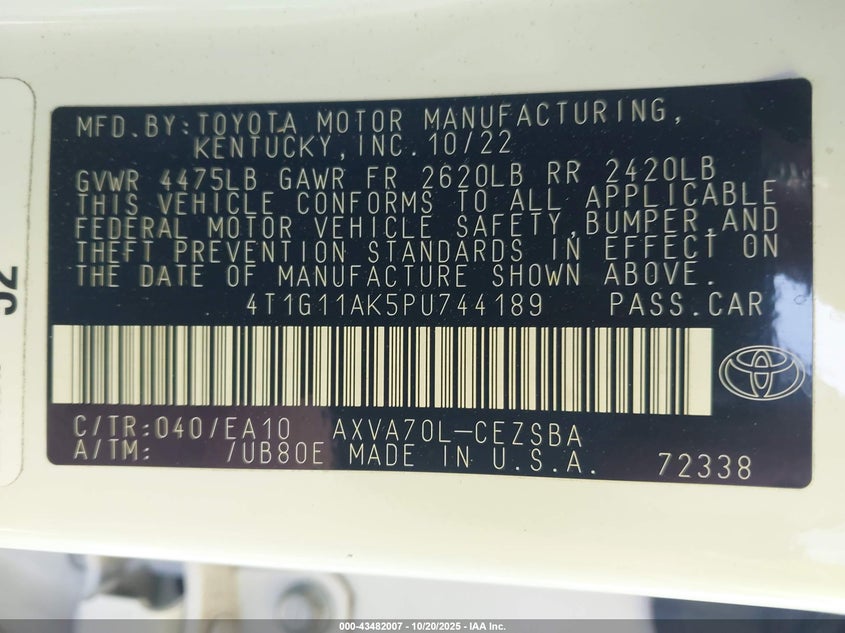 MFD.BY:TOYOTA MOTOR MANUFACTURING,
KENTUCKY,INC.10/22
GVWR 4475LB GAWR FR 2620LB RR 2420LB
THIS VEHICLE CONFORMS TO ALL APPLICABLE
FEDERAL MOTOR VEHICLE SAFETY,BUMPER,AND
THEFT PREVENTION STANDARDS IN EFFECT ON
THE DATE OF MANUFACTURE SHOWN ABOVE.
4T1G11AK5PU744189 PASS.CAR
C/TR:040/EA10 AXVA70L-CEZSBA
A/TM: /UB80E MADE IN U.S.A. 72338
000-43482007 - 10/20/2025 - IAA Inc.